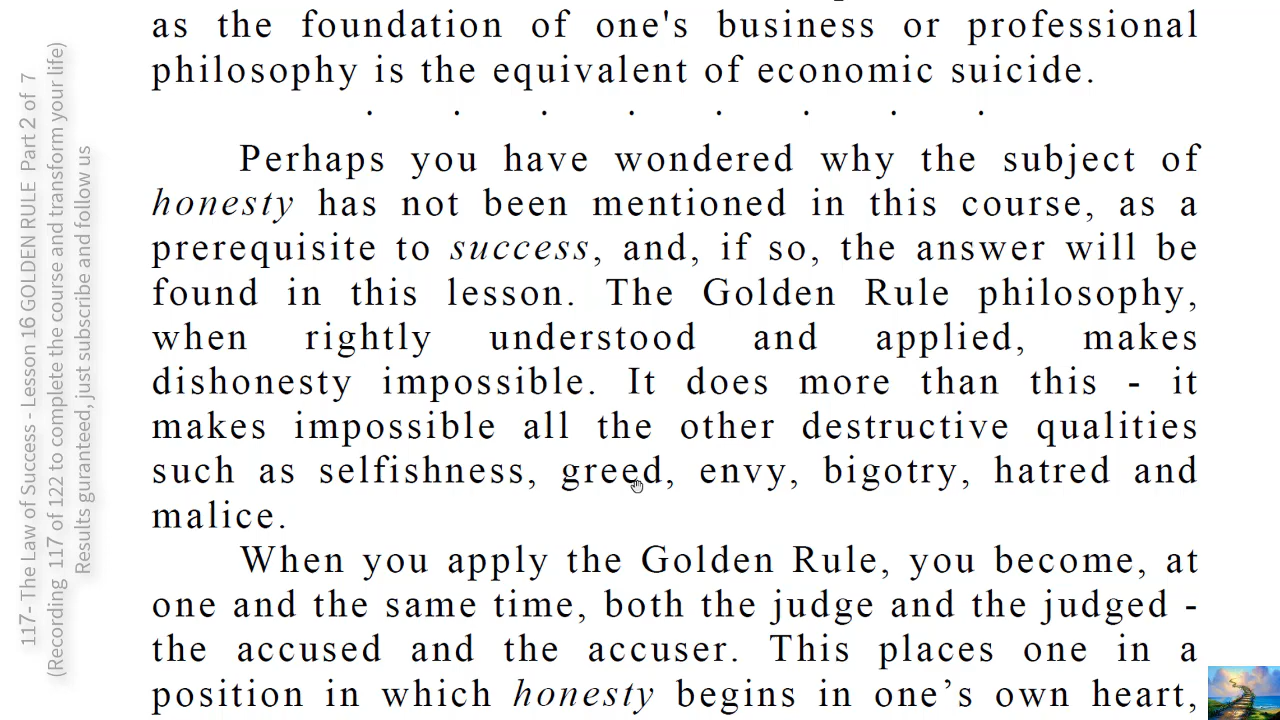 as the foundation of one's business or professional
philosophy is the equivalent of economic suicide.
. . . . . . . .
Perhaps you have wondered why the subject of
honesty has not been mentioned in this course, as a
prerequisite to success, and, if so, the answer will be
found in this lesson. The Golden Rule philosophy,
when rightly understood and applied, makes
dishonesty impossible. It does more than this - it
makes impossible all the other destructive qualities
such as selfishness, greed, envy, bigotry, hatred and
malice.
When you apply the Golden Rule, you become, at
one and the same time, both the judge and the judged -
the accused and the accuser. This places one in a
position in which honesty begins in one’s own heart,
117 - The Law of Success - Lesson 16 GOLDEN RULE Part 2 of 7
(Recording 117 of 122 to complete the course and transform your life)
Results guranteed, just subscribe and follow us